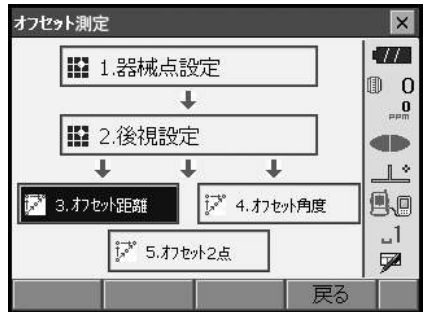 オフセット測定
1.器械点設定
0
0
PPM
2.後視設定
3.オフセット距離
4.オフセット角度
5.オフセット2点
1
戻る